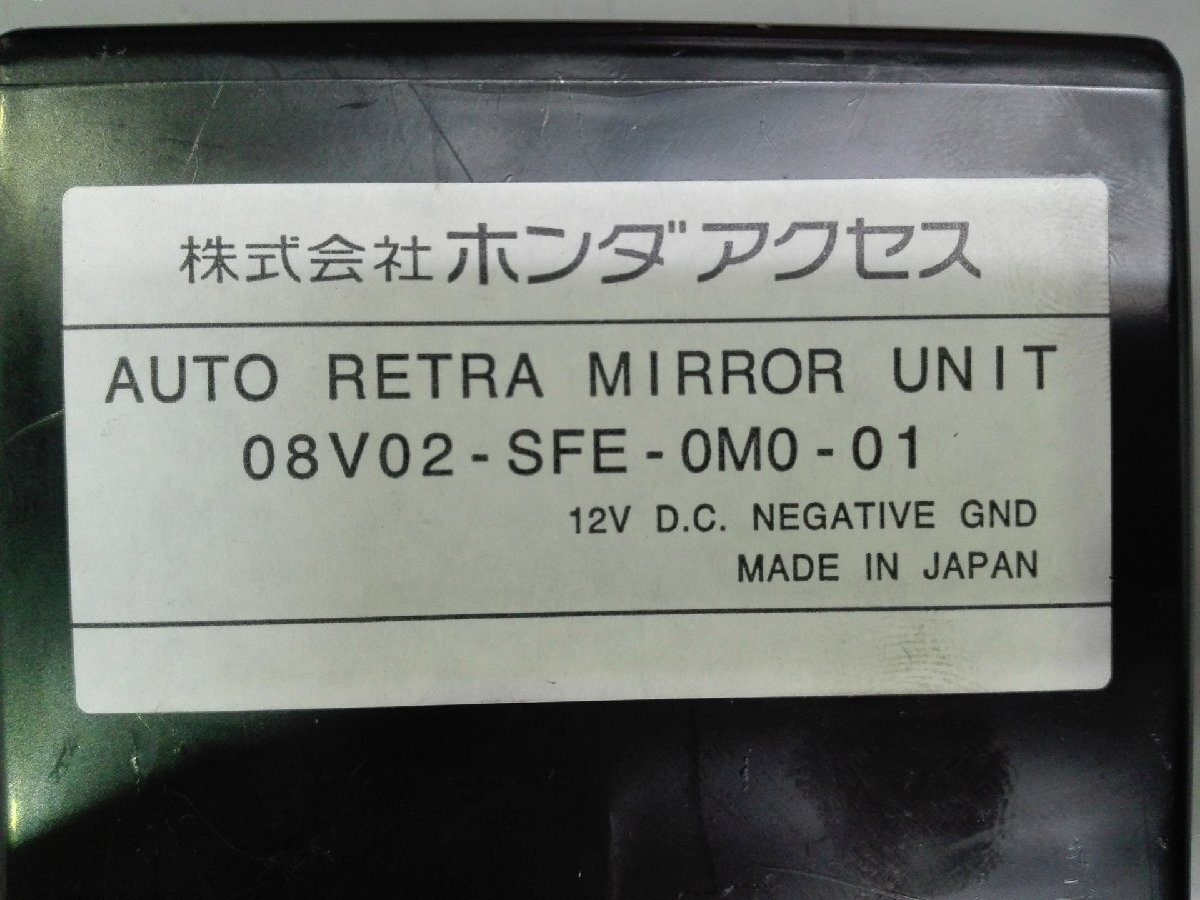 株式会社ホンダアクセス
AUTO RETRA MIRROR UNIT
08V02-SFE-0M0-01
12V D.C. NEGATIVE GND
MADE IN JAPAN